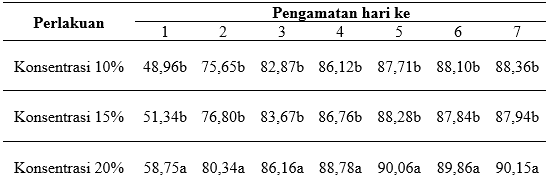 Perlakuan Pengamatan hari ke
1 2 3 4 5 6 7
Konsentrasi 10% 48,96b 75,65b 82,87b 86,12b 87,71b 88,10b 88,36b
Konsentrasi 15% 51,34b 76,80b 83,67b 86,76b 88,28b 87,84b 87,94b
Konsentrasi 20% 58,75a 80,34a 86,16a 88,78a 90,06a 89,86a 90,15a